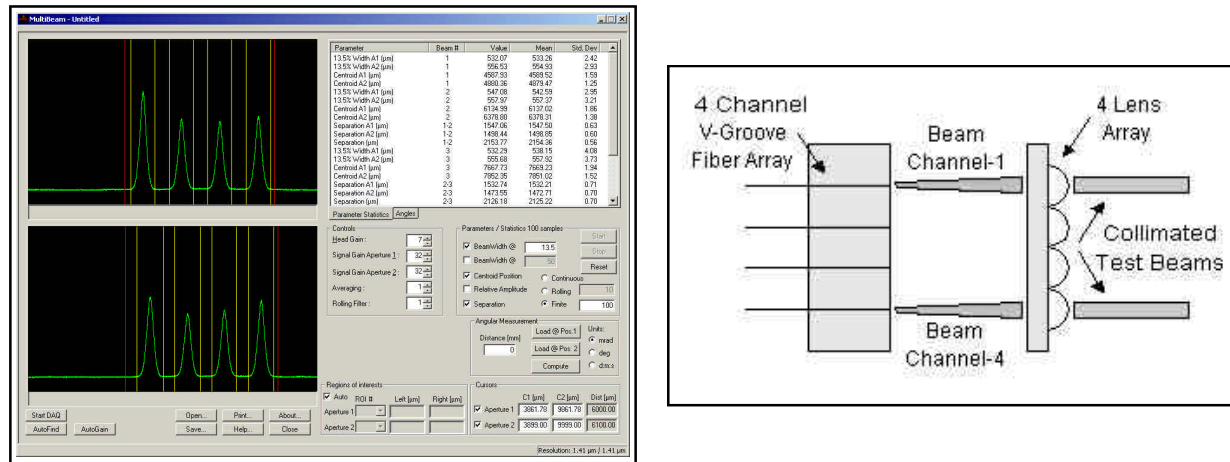 MultiBeam - Untitled
Parameter Beam # Value Mean Std. Dev
13.5% Width A1 (µm) 1 532.07 533.26 2.42
13.5% Width A2 (µm) 1 556.53 554.93 2.93
Centroid A1 (µm) 1 4587.93 4589.52 1.59
Centroid A2 (µm) 1 4880.36 4879.47 1.25
13.5% Width A1 (µm) 2 547.08 542.59 2.95
13.5% Width A2 (µm) 2 557.97 557.37 3.21
Centroid A1 (µm) 2 6134.99 6137.02 1.86
Centroid A2 (µm) 2 6378.80 6378.31 1.38
Separation A1 (µm) 1-2 1547.06 1547.50 0.63
Separation A2 (µm) 1-2 1498.44 1498.85 0.60
Separation (µm) 1-2 2153.77 2154.36 0.56
13.5% Width A1 (µm) 3 532.29 538.15 4.08
13.5% Width A2 (µm) 3 555.68 557.92 3.73
Centroid A1 (µm) 3 7667.73 7669.23 1.94
Centroid A2 (µm) 3 7852.35 7851.02 1.52
Separation A1 (µm) 2-3 1532.74 1532.21 0.71
Separation A2 (µm) 2-3 1473.55 1472.71 0.70
Separation (µm) 2-3 2126.18 2125.22 0.70
Parameter Statistics Angles
Controls
Head Gain : 7
Signal Gain Aperture 1: 32
Signal Gain Aperture 2: 32
Averaging : 1
Rolling Filter : 1
Parameters / Statistics 100 samples
BeamWidth @ 13.5
BeamWidth @ 50
Centroid Position
Relative Amplitude
Separation
Continuous
Rolling 10
Finite 100
Start
Stop
Reset
Angular Measurement
Distance [mm]
0
Load @ Pos.1
Load @ Pos. 2
Compute
Units:
mrad
deg
d:m:s
Regions of interests
Auto ROI # Left [µm] Right [µm]
Aperture 1
Aperture 2
Cursors
C1 [µm] C2 [µm] Dist [µm]
Aperture 1 3861.78 9861.78 6000.00
Aperture 2 3899.00 9999.00 6100.00
Start DAQ Open... Print... About...
AutoFind AutoGain Save... Help... Close
Resolution: 1.41 µm / 1.41 µm
4 Channel
V-Groove
Fiber Array
Beam
Channel-1
4 Lens
Array
Collimated
Test Beams
Beam
Channel-4